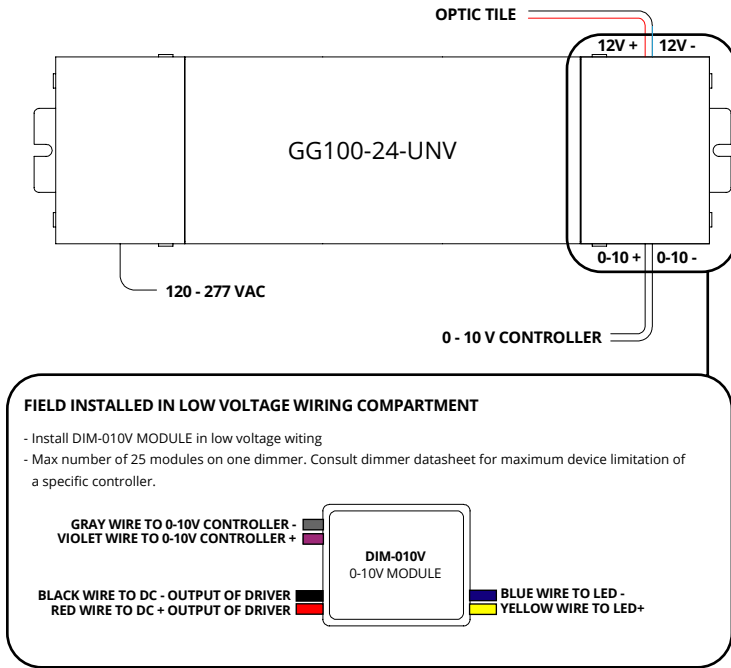 OPTIC TILE
12V + 12V -
GG100-24-UNV
0-10 + 0-10 -
120 - 277 VAC
0 - 10 V CONTROLLER
FIELD INSTALLED IN LOW VOLTAGE WIRING COMPARTMENT
- Install DIM-010V MODULE in low voltage witing
- Max number of 25 modules on one dimmer. Consult dimmer datasheet for maximum device limitation of
a specific controller.
GRAY WIRE TO 0-10V CONTROLLER -
VIOLET WIRE TO 0-10V CONTROLLER +
DIM-010V
0-10V MODULE
BLACK WIRE TO DC - OUTPUT OF DRIVER
RED WIRE TO DC + OUTPUT OF DRIVER
BLUE WIRE TO LED -
YELLOW WIRE TO LED+